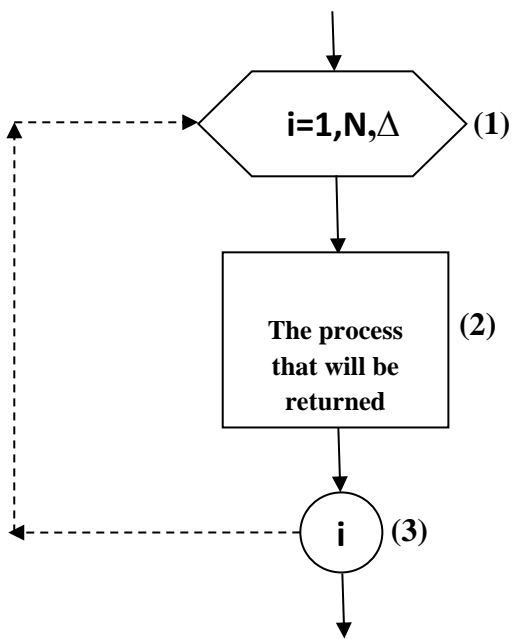 i=1,N,Δ
(1)
The process
that will be
returned
(2)
i
(3)